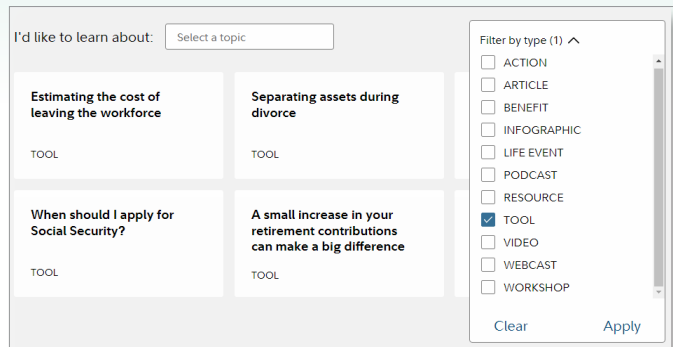 I'd like to learn about:
Select a topic
Filter by type (1)
ACTION
ARTICLE
BENEFIT
INFOGRAPHIC
LIFE EVENT
PODCAST
RESOURCE
TOOL
VIDEO
WEBCAST
WORKSHOP
Clear
Apply
Estimating the cost of
leaving the workforce
TOOL
Separating assets during
divorce
TOOL
When should I apply for
Social Security?
TOOL
A small increase in your
retirement contributions
can make a big difference
TOOL